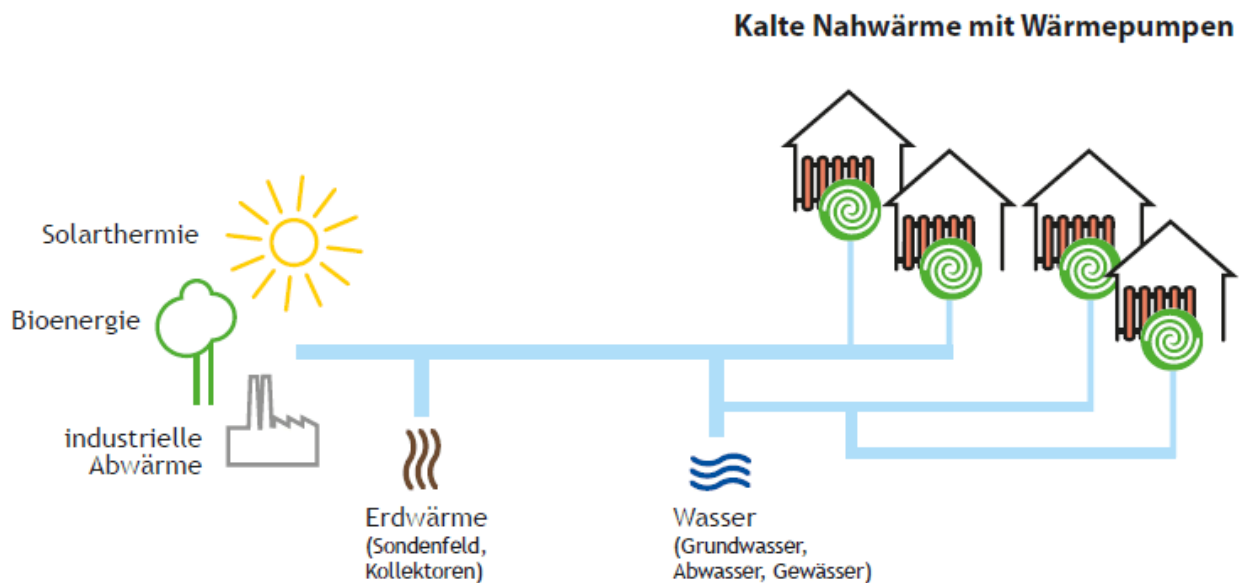 Kalte Nahwärme mit Wärmepumpen
Solarthermie
Bioenergie
industrielle
Abwärme
Erdwärme
(Sondenfeld,
Kollektoren)
Wasser
(Grundwasser,
Abwasser, Gewässer)